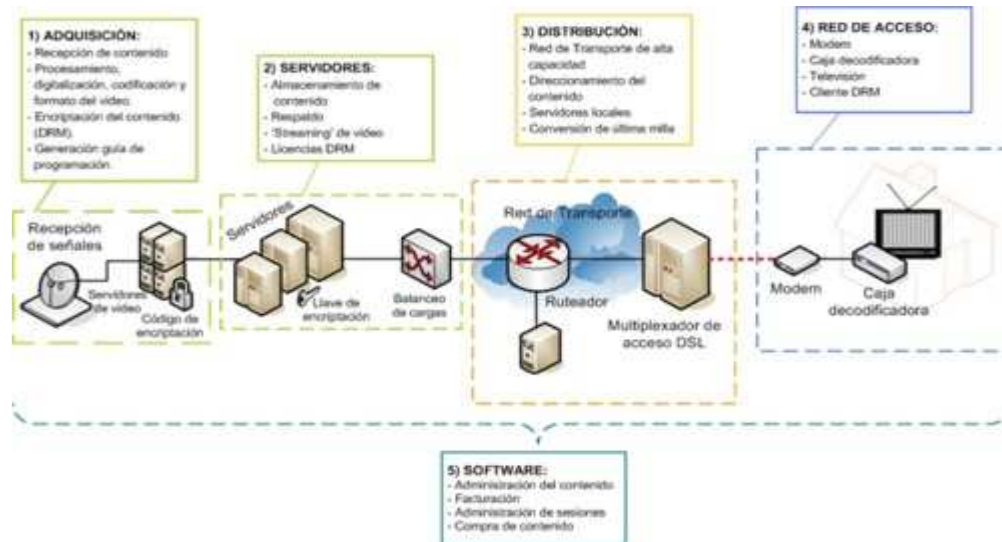 1) ADQUISICIÓN:
- Recepción de contenido
- Procesamiento,
digitalización, codificación y
formato del vídeo
- Encriptación del contenido
(DRM).
- Generación guía de
programación.
2) SERVIDORES:
- Almacenamiento de
contenido
- Respaldo
- 'Streaming' de video
- Licencias DRM
3) DISTRIBUCIÓN:
- Red de Transporte de alta
capacidad
- Direccionamiento del
contenido
- Servidores locales
- Conversión de última milla
4) RED DE ACCESO:
- Modem
- Caja decodificadora
- Televisión
- Cliente DRM
Recepción
de señales
Servidores
de video
Código de
encriptación
Servidores
Llave de
encriptación
Balanceo
de cargas
Red de Transporte
Ruteador
Multiplexador de
acceso DSL
Modem
Caja
decodificadora
5) SOFTWARE:
- Administración del contenido
- Facturación
- Administración de sesiones
- Compra de contenido